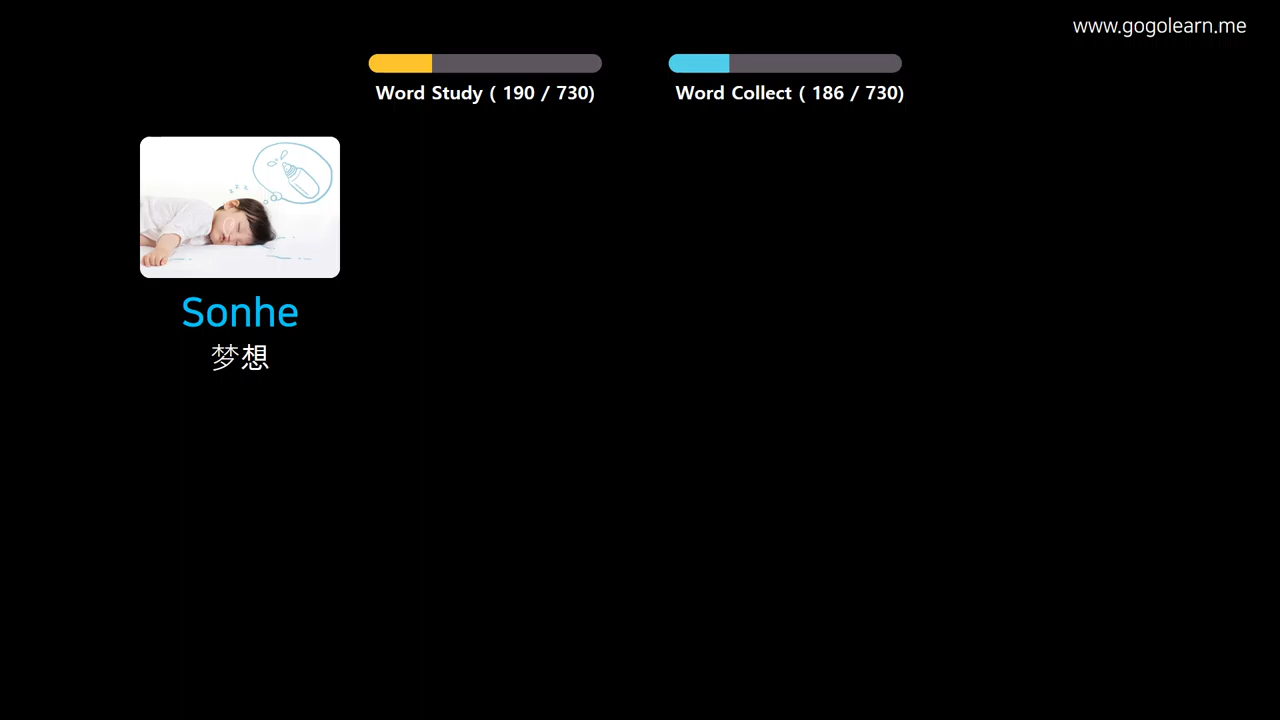 www.gogolearn.me
Word Study ( 190 / 730)
Word Collect ( 186 / 730)
z z z
Sonhe
梦想